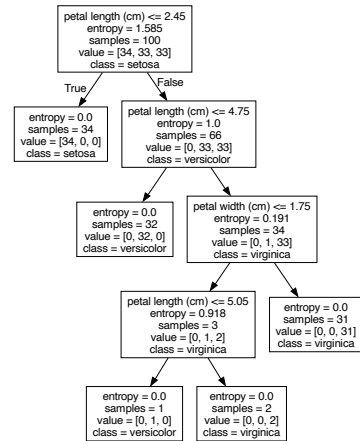 petal length (cm) <= 2.45
entropy = 1.585
samples = 100
value = [34, 33, 33]
class = setosa
True
False
entropy = 0.0
samples = 34
value = [34, 0, 0]
class = setosa
petal length (cm) <= 4.75
entropy = 1.0
samples = 66
value = [0, 33, 33]
class = versicolor
entropy = 0.0
samples = 32
value = [0, 32, 0]
class = versicolor
petal width (cm) <= 1.75
entropy = 0.191
samples = 34
value = [0, 1, 33]
class = virginica
petal length (cm) <= 5.05
entropy = 0.918
samples = 3
value = [0, 1, 2]
class = virginica
entropy = 0.0
samples = 31
value = [0, 0, 31]
class = virginica
entropy = 0.0
samples = 1
value = [0, 1, 0]
class = versicolor
entropy = 0.0
samples = 2
value = [0, 0, 2]
class = virginica